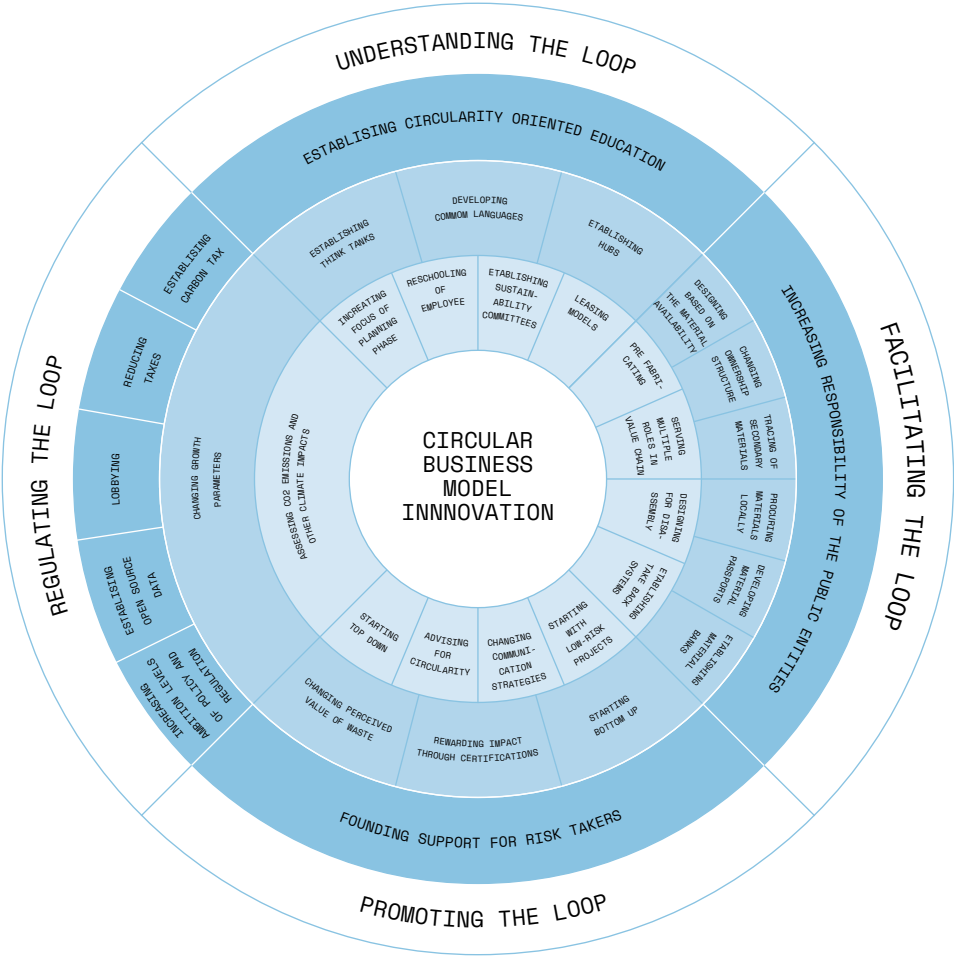 UNDERSTANDING THE LOOP
ESTABLISING CIRCULARITY ORIENTED EDUCATION
ESTABLISHING
THINK TANKS
DEVELOPING
COMMOM LANGUAGES
ETABLISHING
HUBS
INCREATING
FOCUS OF
PLANNING
PHASE
RESCHOOLING
OF
EMPLOYEE
ETABLISHING
SUSTAIN-
ABILITY
COMMITTEES
LEASING
MODELS
FACILITATING THE LOOP
INCREASING RESPONSIBILITY OF THE PUBLIC ENTITIES
DESIGNING
BASED ON
THE MATERIAL
AVAILABILITY
CHANGING
OWNERSHIP
STRUCTURE
TRACING OF
SECONDARY
MATERIALS
PROCURING
MATERIALS
LOCALLY
DEVELOPING
MATERIAL
PASSPORTS
ETABLISHING
MATERTAL
BANKS
PRE FABRI-
CATING
SERVING
MULTIPLE
ROLES IN
VALUE CHAIN
DESIGNING
FOR DISA-
SSEMBLY
ETABLISHING
TAKE BACK
SYSTEMS
CIRCULAR
BUSINESS
MODEL
INNNOVATION
STARTING
TOP DOWN
ADVISING
FOR
CIRCULARITY
CHANGING
COMMUNI-
CATION
STRATEGIES
STARTING
WITH
LOW-RISK
PROJECTS
CHANGING PERCEIVED
VALUE OF WASTE
REWARDING IMPACT
THROUGH CERTIFICATIONS
STARTING
BOTTOM UP
FOUNDING SUPPORT FOR RISK TAKERS
PROMOTING THE LOOP
REGULATING THE LOOP
ESTABLISING
CARBON TAX
REDUCING
TAXES
LOBBYING
ESTABLISING
OPEN SOURCE
DATA
INCREASING
AMBITION LEVELS
OF POLICY AND
REGULATION
CHANGING GROWTH
PARAMETERS
ASSESSING CO2 EMISSIONS AND
OTHER CLIMATE IMPACTS